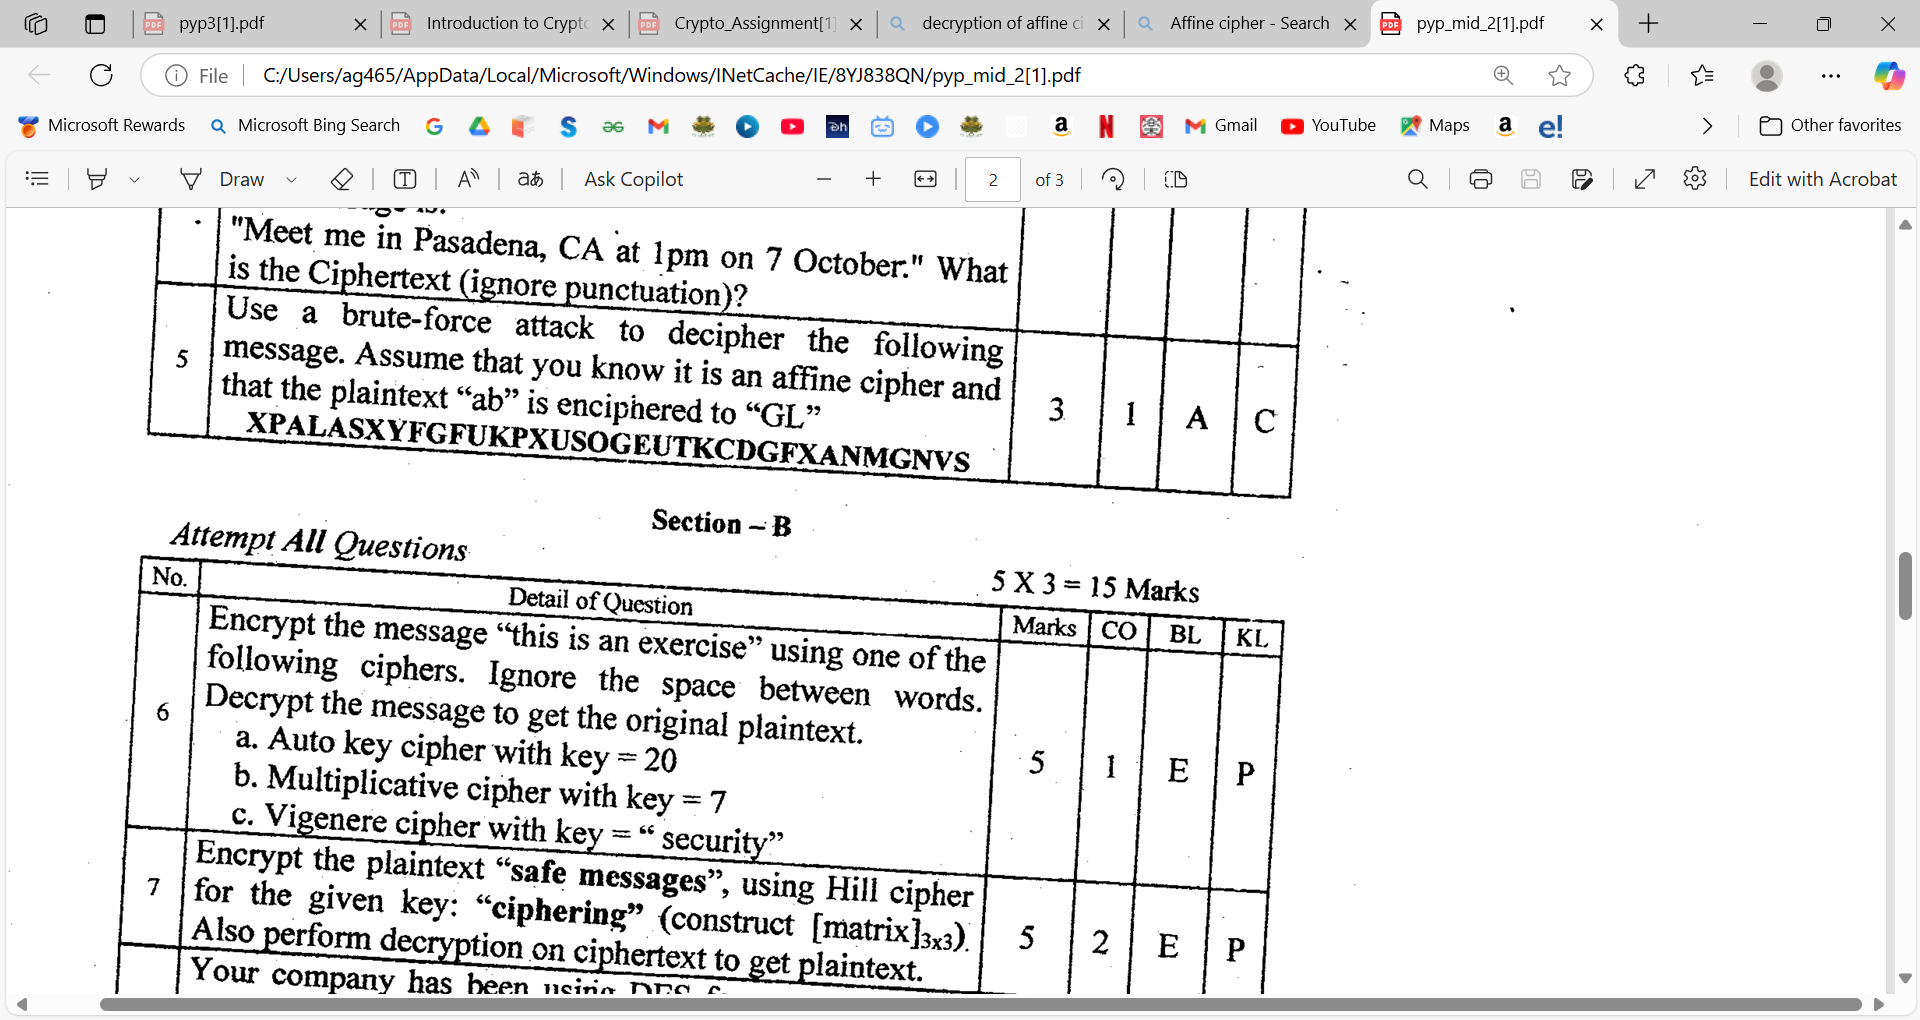 pyp3[1].pdf
Introduction to Crypto
Crypto_Assignment[1]
decryption of affine ci
Affine cipher - Search
pyp_mid_2[1].pdf
File
C:/Users/ag465/AppData/Local/Microsoft/Windows/INetCache/IE/8YJ838QN/pyp_mid_2[1].pdf
Microsoft Rewards
Microsoft Bing Search
Gmail
YouTube
Maps
Other favorites
Draw
Ask Copilot
2
of 3
Edit with Acrobat
"Meet me in Pasadena, CA at 1pm on 7 October." What
is the Ciphertext (ignore punctuation)?
5
Use a brute-force attack to decipher the following
message. Assume that you know it is an affine cipher and
that the plaintext “ab” is enciphered to “GL”
XPALASXYFGFUKPXUSOGEUTKCDGFXANMGNVS
3 1 A C
Section – B
Attempt All Questions
5 X 3 = 15 Marks
No. Detail of Question Marks CO BL KL
6
Encrypt the message “this is an exercise” using one of the
following ciphers. Ignore the space between words.
Decrypt the message to get the original plaintext.
a. Auto key cipher with key = 20
b. Multiplicative cipher with key = 7
c. Vigenere cipher with key = “ security”
5 1 E P
7
Encrypt the plaintext “safe messages”, using Hill cipher
for the given key: “ciphering” (construct [matrix]3x3).
Also perform decryption on ciphertext to get plaintext.
5 2 E P
Your company has been using DES